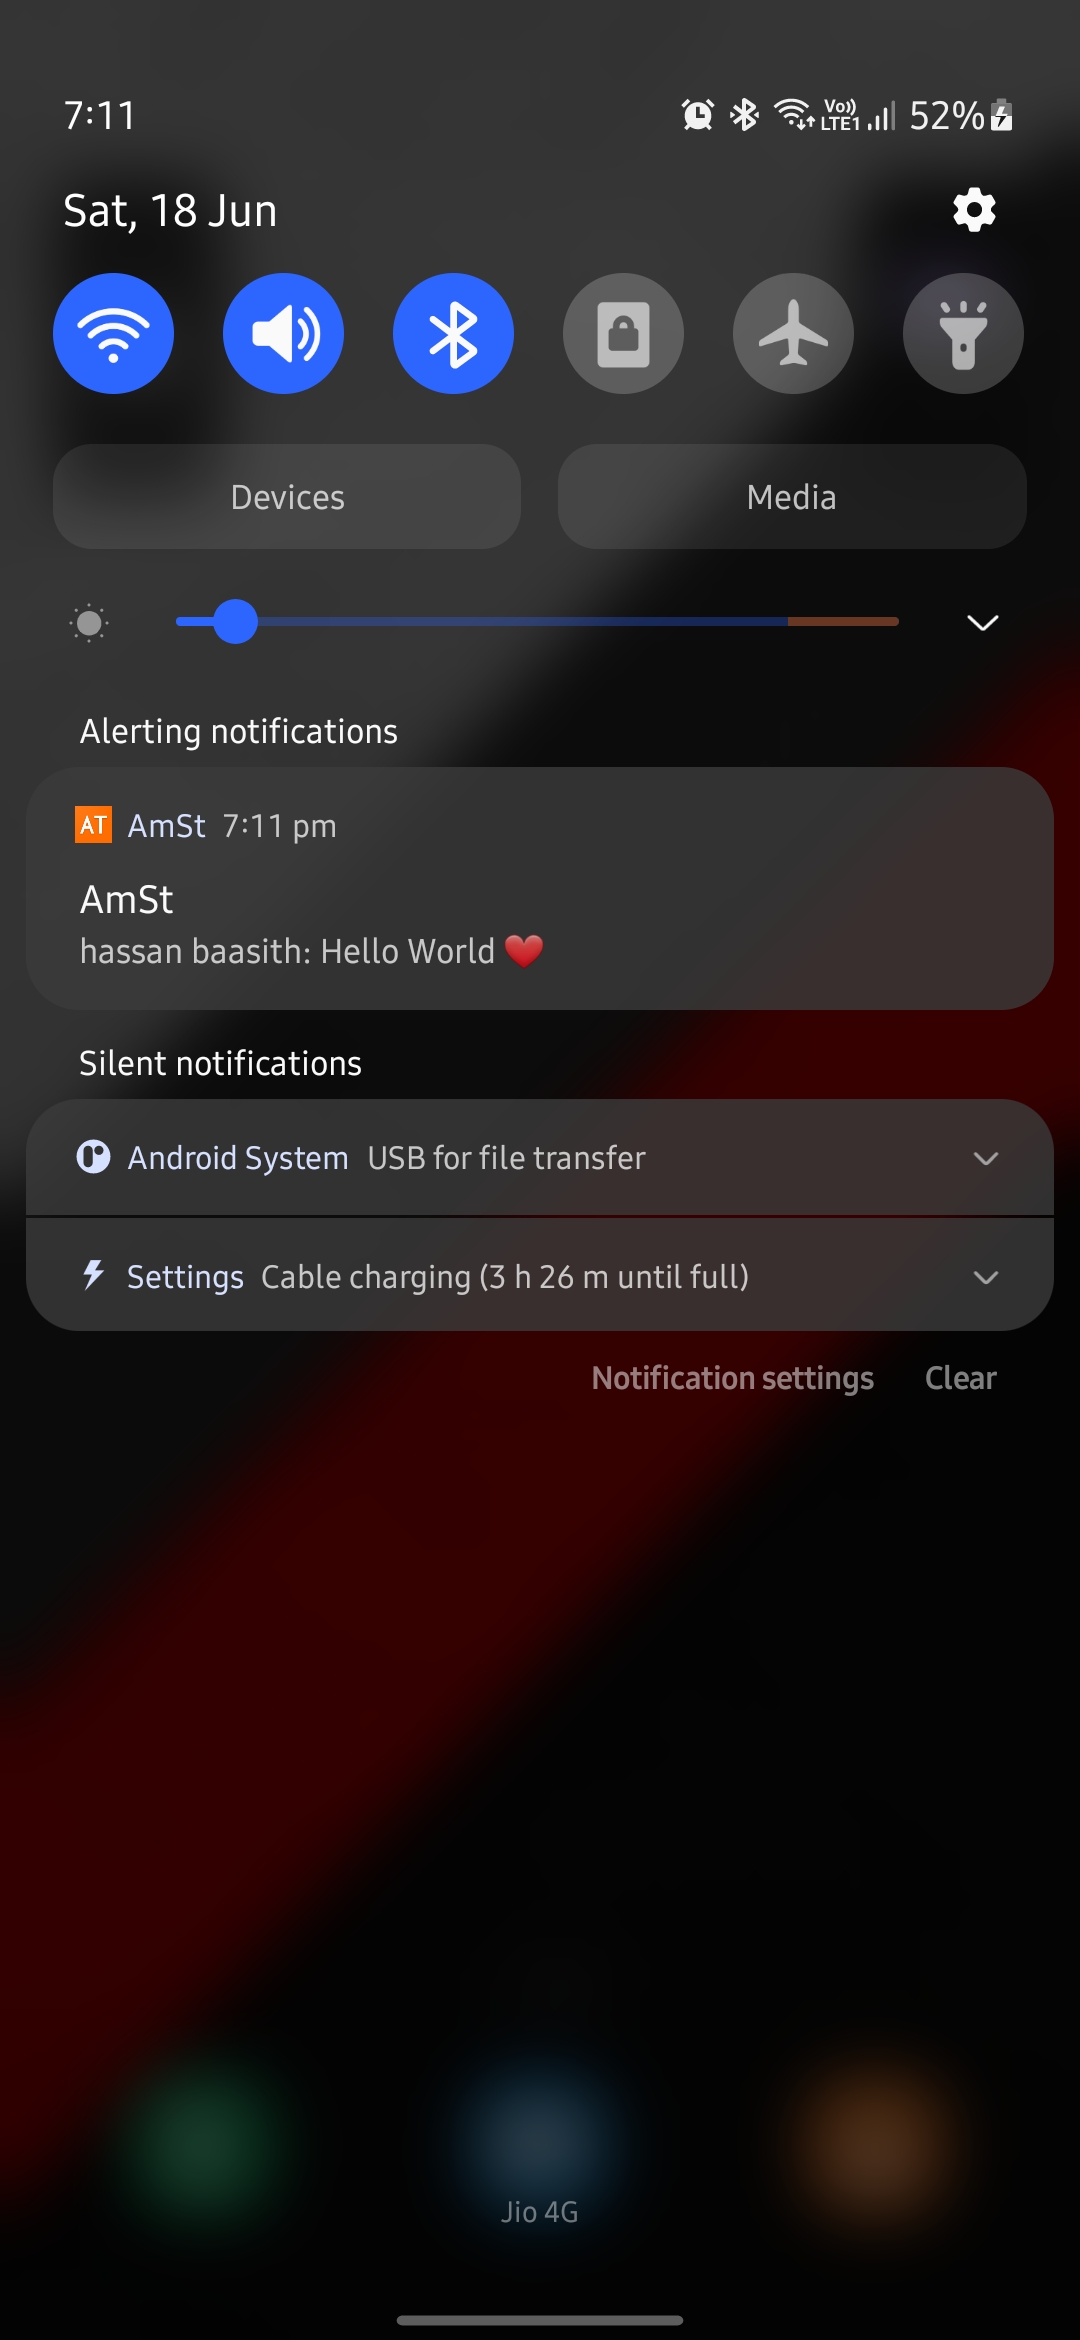 7:11 Vo)) LTE1 52%
Sat, 18 Jun
Devices Media
Alerting notifications
AT AmSt 7:11 pm
AmSt
hassan baasith: Hello World ❤️
Silent notifications
Android System USB for file transfer
Settings Cable charging (3 h 26 m until full)
Notification settings Clear
Jio 4G